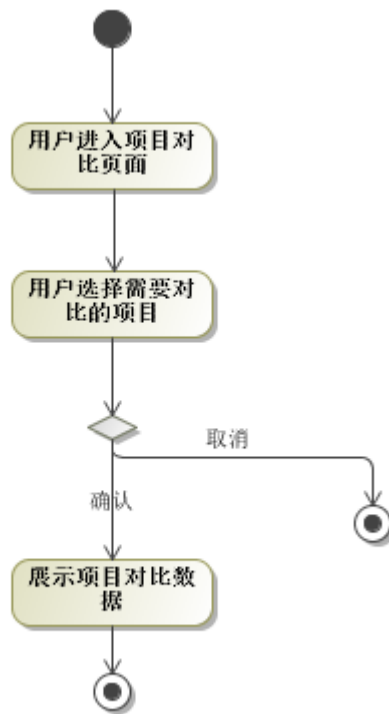 用户进入项目对
比页面
用户选择需要对
比的项目
取消
确认
展示项目对比数
据